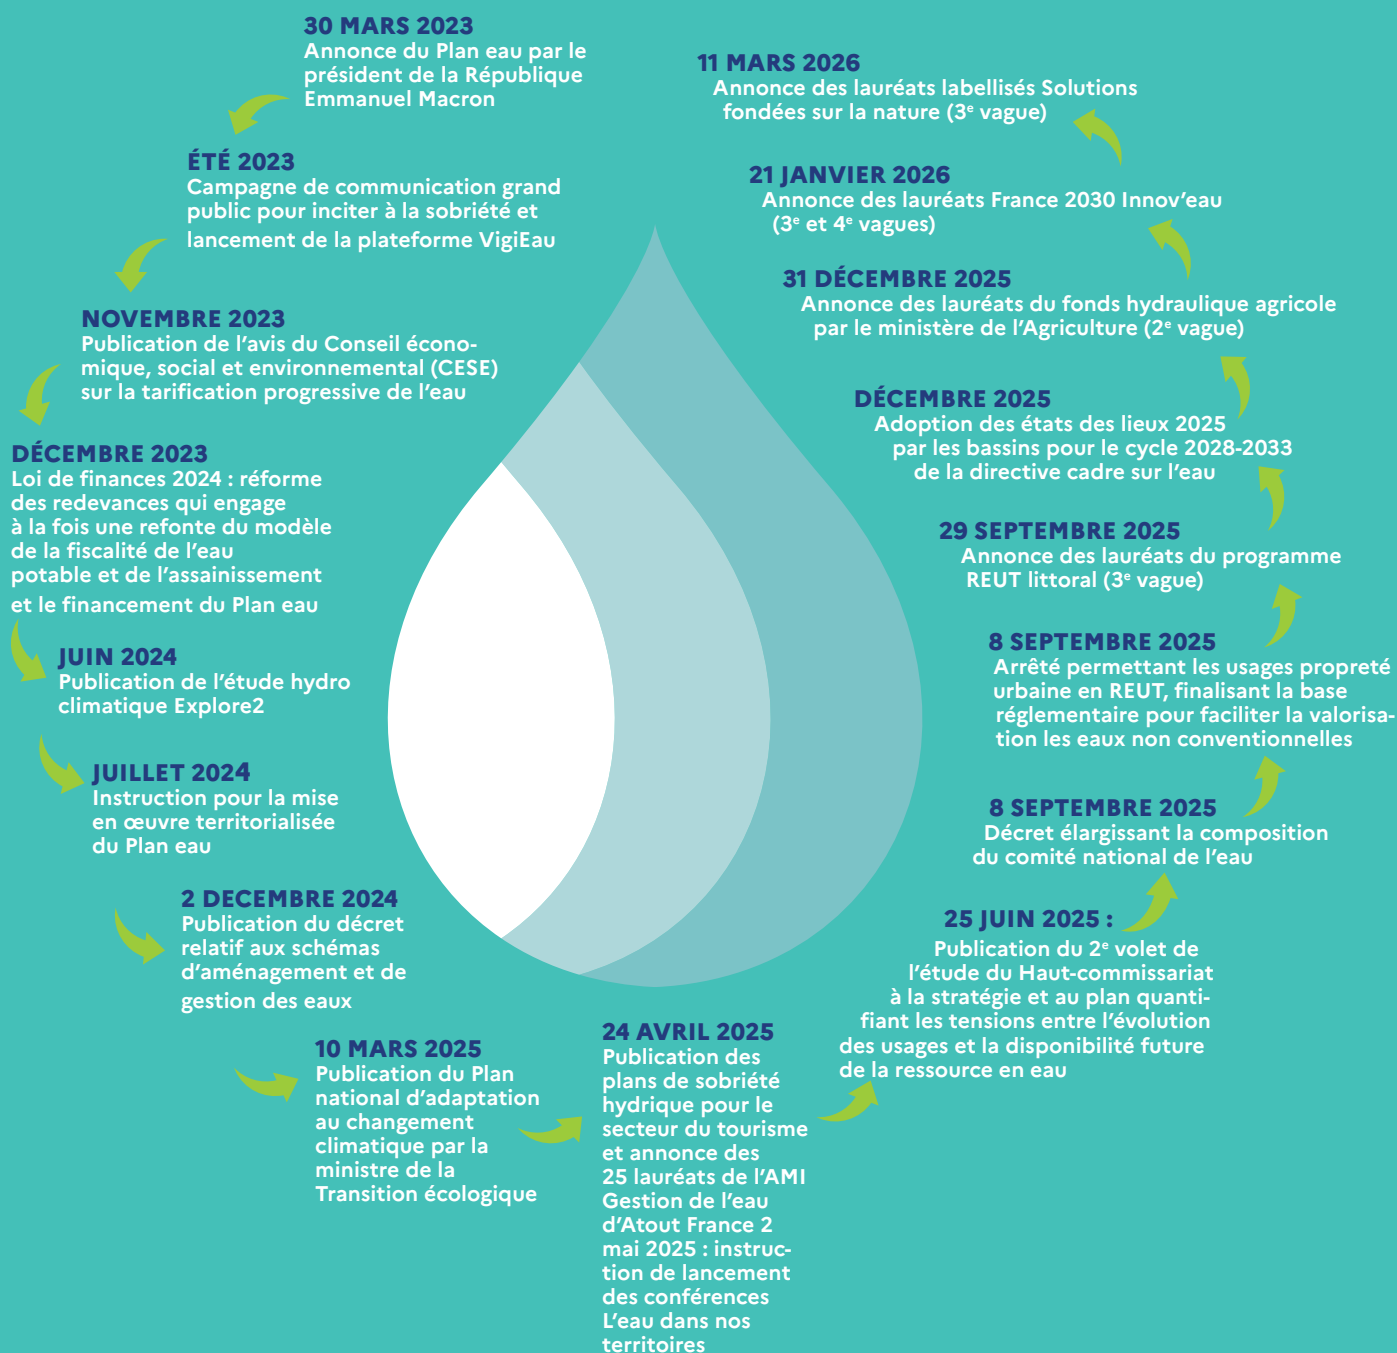 30 MARS 2023
Annonce du Plan eau par le
président de la République
Emmanuel Macron
ÉTÉ 2023
Campagne de communication grand
public pour inciter à la sobriété et
lancement de la plateforme VigiEau
NOVEMBRE 2023
Publication de l’avis du Conseil écono-
mique, social et environnemental (CESE)
sur la tarification progressive de l’eau
DÉCEMBRE 2023
Loi de finances 2024 : réforme
des redevances qui engage
à la fois une refonte du modèle
de la fiscalité de l’eau
potable et de l’assainissement
et le financement du Plan eau
JUIN 2024
Publication de l’étude hydro
climatique Explore2
JUILLET 2024
Instruction pour la mise
en œuvre territorialisée
du Plan eau
2 DECEMBRE 2024
Publication du décret
relatif aux schémas
d’aménagement et de
gestion des eaux
10 MARS 2025
Publication du Plan
national d’adaptation
au changement
climatique par la
ministre de la
Transition écologique
24 AVRIL 2025
Publication des
plans de sobriété
hydrique pour le
secteur du tourisme
et annonce des
25 lauréats de l’AMI
Gestion de l’eau
d’Atout France 2
mai 2025 : instruc-
tion de lancement
des conférences
L’eau dans nos
territoires
25 JUIN 2025 :
Publication du 2e volet de
l’étude du Haut-commissariat
à la stratégie et au plan quanti-
fiant les tensions entre l’évolution
des usages et la disponibilité future
de la ressource en eau
8 SEPTEMBRE 2025
Décret élargissant la composition
du comité national de l’eau
8 SEPTEMBRE 2025
Arrêté permettant les usages propreté
urbaine en REUT, finalisant la base
réglementaire pour faciliter la valorisa-
tion les eaux non conventionnelles
29 SEPTEMBRE 2025
Annonce des lauréats du programme
REUT littoral (3e vague)
DÉCEMBRE 2025
Adoption des états des lieux 2025
par les bassins pour le cycle 2028-2033
de la directive cadre sur l’eau
31 DÉCEMBRE 2025
Annonce des lauréats du fonds hydraulique agricole
par le ministère de l’Agriculture (2e vague)
21 JANVIER 2026
Annonce des lauréats France 2030 Innov’eau
(3e et 4e vagues)
11 MARS 2026
Annonce des lauréats labellisés Solutions
fondées sur la nature (3e vague)